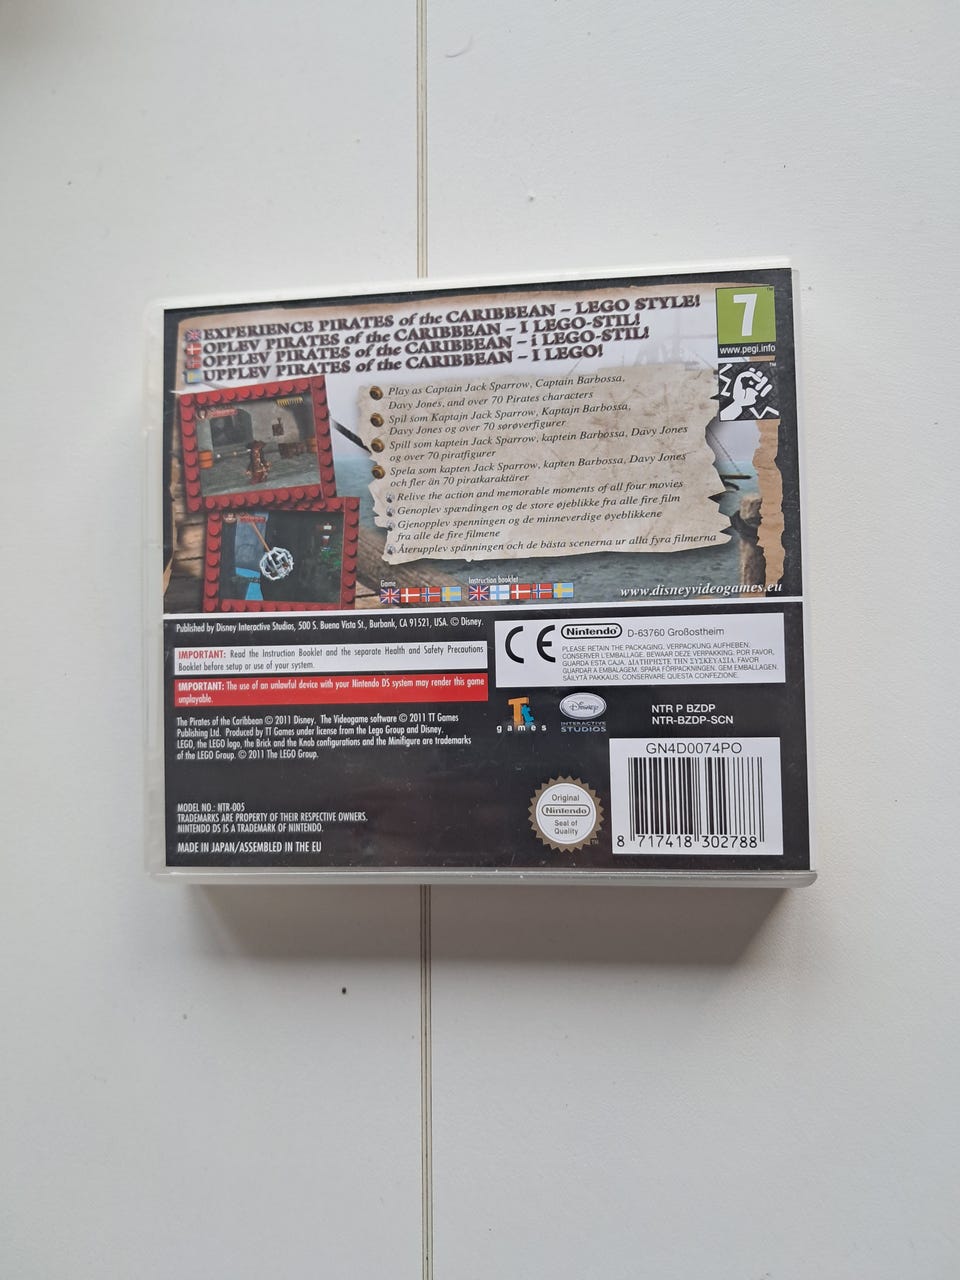 EXPERIENCE PIRATES of the CARIBBEAN – LEGO STYLE!
OPLEV PIRATES of the CARIBBEAN – I LEGO-STIL!
OPPLEV PIRATES of the CARIBBEAN – i LEGO-STIL!
UPPLEV PIRATES of the CARIBBEAN – I LEGO!
7
www.pegi.info
Play as Captain Jack Sparrow, Captain Barbossa,
Davy Jones, and over 70 Pirates characters
Spil som Kaptajn Jack Sparrow, Kaptajn Barbossa,
Davy Jones og over 70 sørøverfigurer
Spill som kaptein Jack Sparrow, kaptein Barbossa, Davy Jones
og over 70 piratfigurer
Spela som kapten Jack Sparrow, kapten Barbossa, Davy Jones
och fler än 70 piratkaraktärer
Relive the action and memorable moments of all four movies
Genoplev spændingen og de store øjeblikke fra alle fire film
Gjenopplev spenningen og de minneverdige øyeblikkene
fra alle de fire filmene
Återupplev spänningen och de bästa scenerna ur alla fyra filmerna
Game
Instruction booklet
www.disneyvideogames.eu
Published by Disney Interactive Studios, 500 S. Buena Vista St., Burbank, CA 91521, USA. © Disney.
IMPORTANT: Read the Instruction Booklet and the separate Health and Safety Precautions
Booklet before setup or use of your system.
IMPORTANT: The use of an unlawful device with your Nintendo DS system may render this game
unplayable.
The Pirates of the Caribbean © 2011 Disney. The Videogame software © 2011 TT Games
Publishing Ltd. Produced by TT Games under license from the Lego Group and Disney.
LEGO, the LEGO logo, the Brick and the Knob configurations and the Minifigure are trademarks
of the LEGO Group. © 2011 The LEGO Group.
MODEL NO.: NTR-005
TRADEMARKS ARE PROPERTY OF THEIR RESPECTIVE OWNERS.
NINTENDO DS IS A TRADEMARK OF NINTENDO.
MADE IN JAPAN/ASSEMBLED IN THE EU
CE
Nintendo D-63760 Großostheim
PLEASE RETAIN THE PACKAGING. VERPACKUNG AUFHEBEN.
CONSERVER L'EMBALLAGE. BEWAAR DEZE VERPAKKING. POR FAVOR,
GUARDA ESTA CAJA. ΔΙΑΤΗΡΗΣΤΕ ΤΗΝ ΣΥΣΚΕΥΑΣΙΑ. FAVOR
GUARDAR A EMBALAGEM. SPARA FÖRPACKNINGEN. GEM EMBALLAGEN.
SÄILYTÄ PAKKAUS. CONSERVARE QUESTA CONFEZIONE.
Tt
games
Disney
INTERACTIVE
STUDIOS
NTR P BZDP
NTR-BZDP-SCN
Original
Nintendo
Seal of
Quality
TM
GN4D0074PO
8 717418 302788